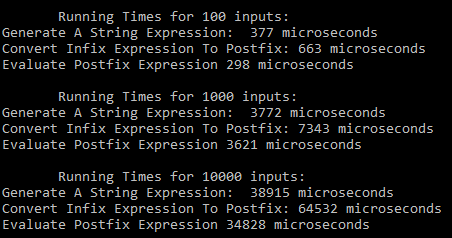 Running Times for 100 inputs:
Generate A String Expression:  377 microseconds
Convert Infix Expression To Postfix: 663 microseconds
Evaluate Postfix Expression 298 microseconds
Running Times for 1000 inputs:
Generate A String Expression:  3772 microseconds
Convert Infix Expression To Postfix: 7343 microseconds
Evaluate Postfix Expression 3621 microseconds
Running Times for 10000 inputs:
Generate A String Expression:  38915 microseconds
Convert Infix Expression To Postfix: 64532 microseconds
Evaluate Postfix Expression 34828 microseconds